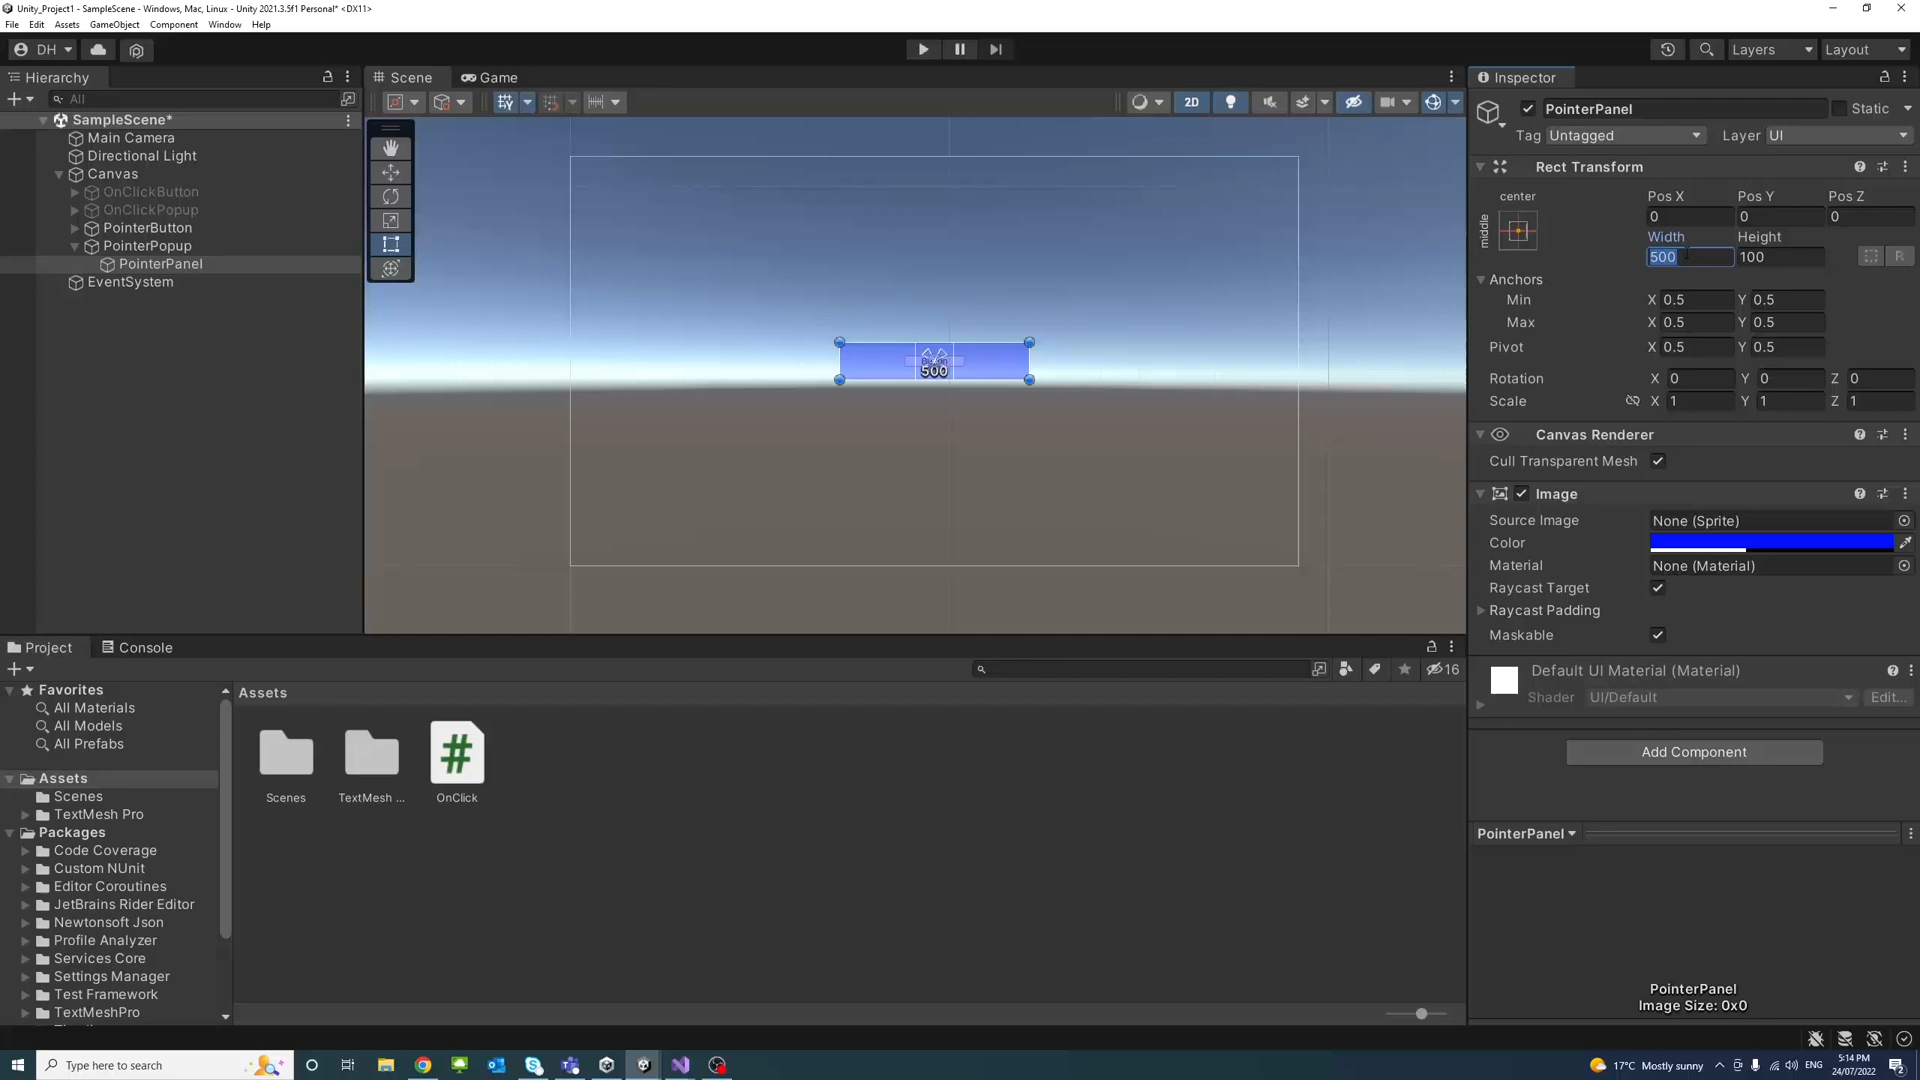 Unity_Project1 - SampleScene - Windows, Mac, Linux - Unity 2021.3.5f1 Personal* <DX11>
File Edit Assets GameObject Component Window Help
DH
Layers
Layout
Hierarchy
All
SampleScene*
Main Camera
Directional Light
Canvas
OnClickButton
OnClickPopup
PointerButton
PointerPopup
PointerPanel
EventSystem
Scene
Game
2D
500
Inspector
PointerPanel
Static
Tag Untagged Layer UI
Rect Transform
center
middle
Pos X Pos Y Pos Z
0 0 0
Width Height
500 100
R
Anchors
Min X 0.5 Y 0.5
Max X 0.5 Y 0.5
Pivot X 0.5 Y 0.5
Rotation X 0 Y 0 Z 0
Scale X 1 Y 1 Z 1
Canvas Renderer
Cull Transparent Mesh
Image
Source Image None (Sprite)
Color
Material None (Material)
Raycast Target
Raycast Padding
Maskable
Default UI Material (Material)
Shader UI/Default Edit...
Add Component
PointerPanel
PointerPanel
Image Size: 0x0
Project
Console
16
Favorites
All Materials
All Models
All Prefabs
Assets
Scenes
TextMesh Pro
Packages
Code Coverage
Custom NUnit
Editor Coroutines
JetBrains Rider Editor
Newtonsoft Json
Profile Analyzer
Services Core
Settings Manager
Test Framework
TextMeshPro
Assets
#
Scenes
TextMesh ...
OnClick
Type here to search
17°C Mostly sunny
ENG
5:14 PM
24/07/2022
2